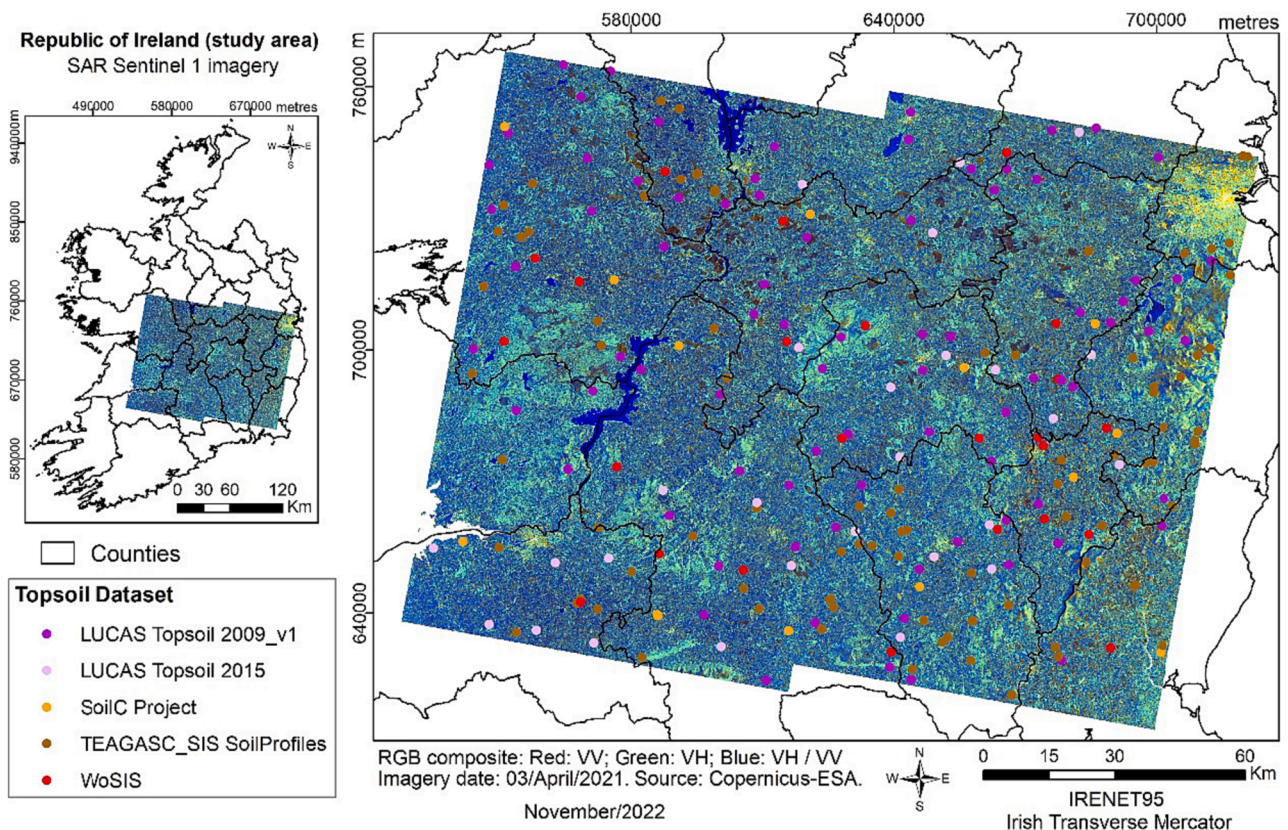 Republic of Ireland (study area)
SAR Sentinel 1 imagery
490000 580000 670000 metres
940000m
860000
760000
670000
580000
N
W E
S
0 30 60 120
Km
Counties
Topsoil Dataset
LUCAS Topsoil 2009_v1
LUCAS Topsoil 2015
SoilC Project
TEAGASC_SIS SoilProfiles
WoSIS
580000 640000 700000 metres
760000 m
700000
640000
RGB composite: Red: VV; Green: VH; Blue: VH / VV
Imagery date: 03/April/2021. Source: Copernicus-ESA.
November/2022
N
W E
S
0 15 30 60
Km
IRENET95
Irish Transverse Mercator